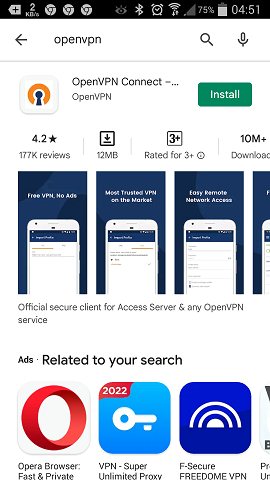 2
KB/s
75% 04:51
openvpn
OpenVPN Connect –...
OpenVPN
Install
4.2★
177K reviews
12MB
3+
Rated for 3+
10M+
Downloac
Free VPN, No Ads
Most Trusted VPN
on the Market
Easy Remote
Network Access
Import Profile
Import Profile
Official secure client for Access Server & any OpenVPN
service
Ads · Related to your search
2022
Opera Browser:
Fast & Private
VPN - Super
Unlimited Proxy
F-Secure
FREEDOME VPN